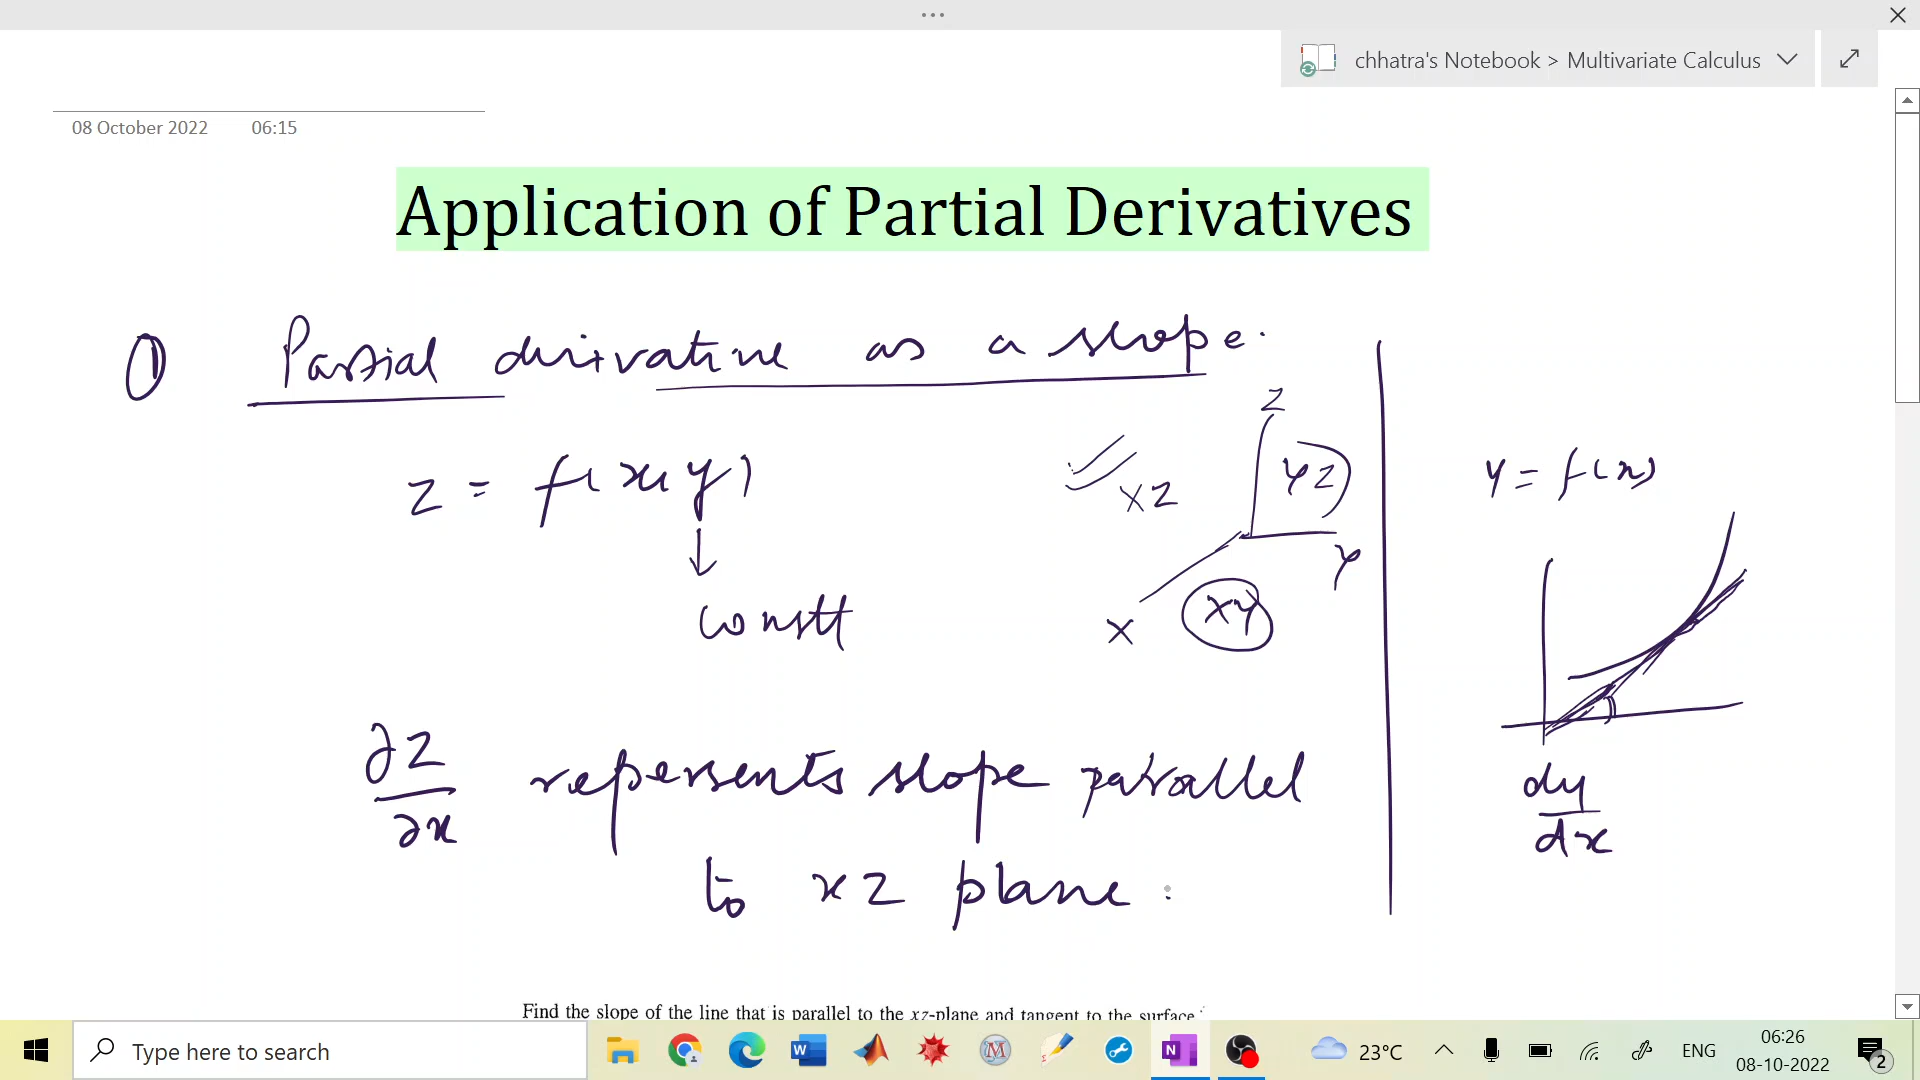 chhatra's Notebook > Multivariate Calculus
08 October 2022 06:15
Application of Partial Derivatives
① Partial derivative as a slope.
z = f(x,y)
constt
XZ
Z
YZ
Y
X
XY
y = f(x)
∂z/∂x represents slope parallel
to xz plane :
dy/dx
Find the slope of the line that is parallel to the xz-plane and tangent to the surface
Type here to search
W
M
N
23°C
ENG
06:26
08-10-2022
2